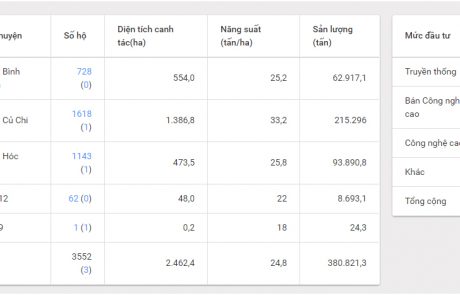 huyện Số hộ Diện tích canh tác(ha) Năng suất (tấn/ha) Sản lượng (tấn)
Bình 728 (0) 554,0 25,2 62.917,1
Củ Chi 1618 (1) 1.386,8 33,2 215.296
Hóc 1143 (1) 473,5 25,8 93.890,8
12 62 (0) 48,0 22 8.693,1
9 1 (1) 0,2 18 24,3
3552 (3) 2.462,4 24,8 380.821,3
Mức đầu tư
Truyền thống
Bán Công ngh
cao
Công nghệ ca
Khác
Tổng cộng